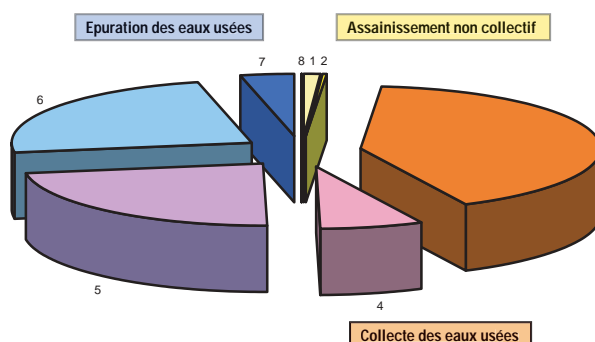 Epuration des eaux usées
Assainissement non collectif
7
8
1
2
6
5
4
Collecte des eaux usées